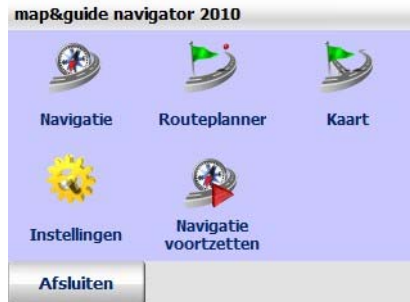 map&guide navigator 2010
Navigatie
Routeplanner
Kaart
Instellingen
Navigatie
voortzetten
Afsluiten